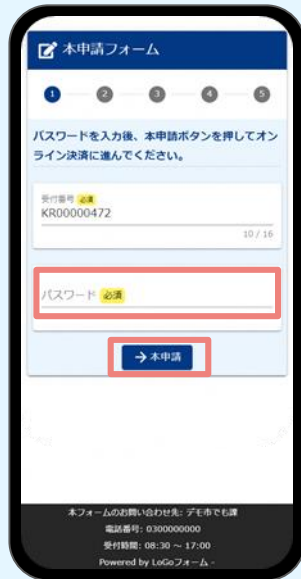 本申請フォーム
1 2 3 4 5
パスワードを入力後、本申請ボタンを押してオン
ライン決済に進んでください。
受付番号 必須
KR00000472
10 / 16
パスワード 必須
→ 本申請
本フォームのお問い合わせ先: デモ市でも課
電話番号: 0300000000
受付時間: 08:30 ～ 17:00
Powered by LoGoフォーム -